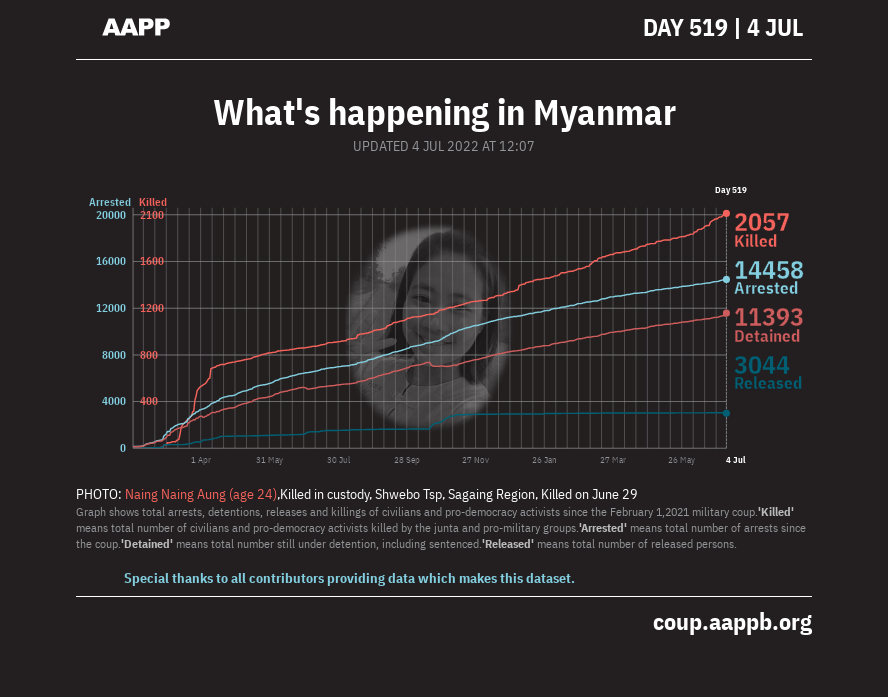 AAPP
DAY 519 | 4 JUL
What's happening in Myanmar
UPDATED 4 JUL 2022 AT 12:07
Day 519
Arrested Killed
20000 2100
16000 1600
12000 1200
8000 800
4000 400
0
2057
Killed
14458
Arrested
11393
Detained
3044
Released
1 Apr 31 May 30 Jul 28 Sep 27 Nov 26 Jan 27 Mar 26 May 4 Jul
PHOTO: Naing Naing Aung (age 24),Killed in custody, Shwebo Tsp, Sagaing Region, Killed on June 29
Graph shows total arrests, detentions, releases and killings of civilians and pro-democracy activists since the February 1,2021 military coup.'Killed'
means total number of civilians and pro-democracy activists killed by the junta and pro-military groups.'Arrested' means total number of arrests since
the coup.'Detained' means total number still under detention, including sentenced.'Released' means total number of released persons.
Special thanks to all contributors providing data which makes this dataset.
coup.aappb.org